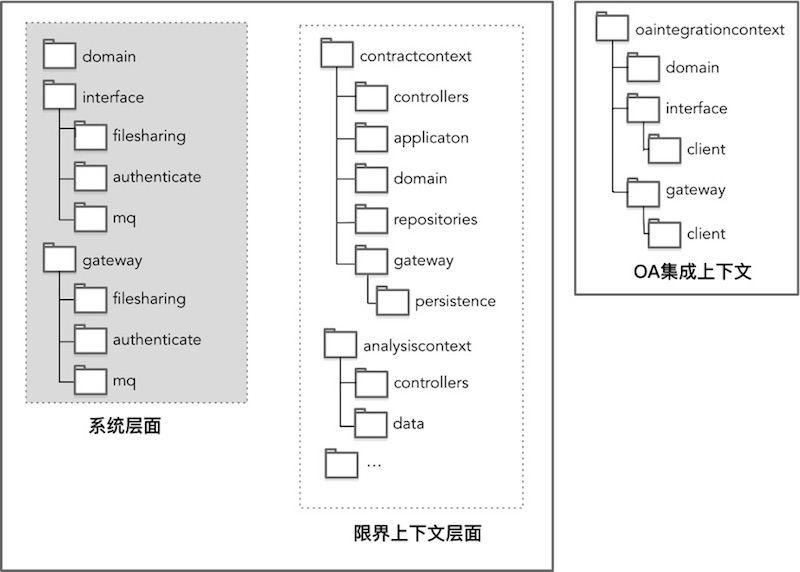 domain
interface
filesharing
authenticate
mq
gateway
filesharing
authenticate
mq
系统层面
contractcontext
controllers
applicaton
domain
repositories
gateway
persistence
analysiscontext
controllers
data
...
限界上下文层面
oaintegrationcontext
domain
interface
client
gateway
client
OA集成上下文